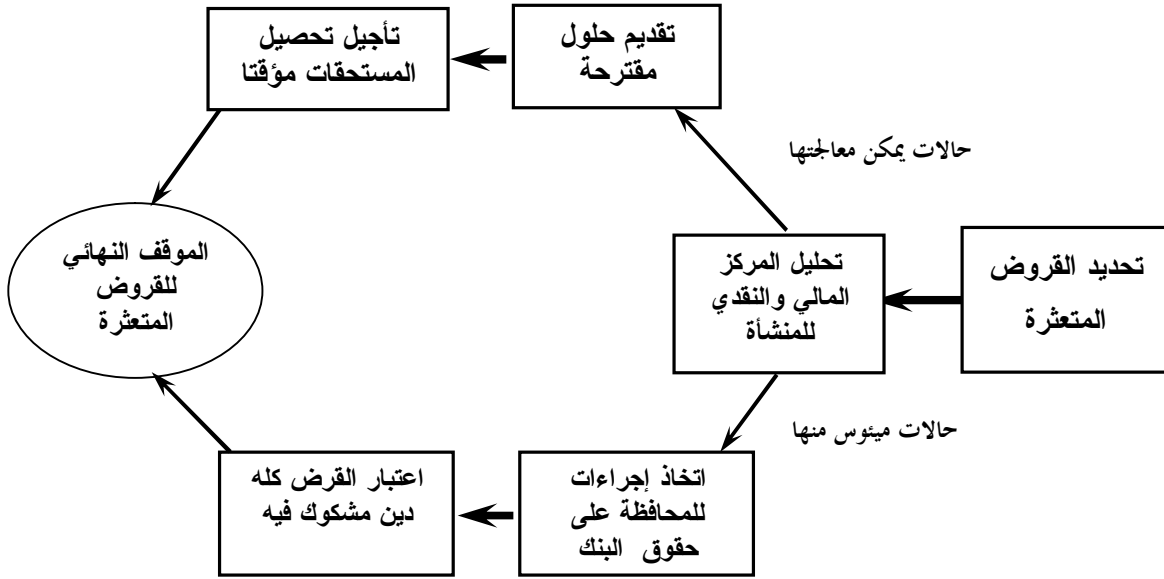 تحديد القروض
المتعثرة
تحليل المركز
المالي والنقدي
للمنشأة
حالات يمكن معالجتها
تقديم حلول
مقترحة
تأجيل تحصيل
المستحقات مؤقتا
حالات ميئوس منها
اتخاذ إجراءات
للمحافظة على
حقوق البنك
اعتبار القرض كله
دين مشكوك فيه
الموقف النهائي
للقروض
المتعثرة